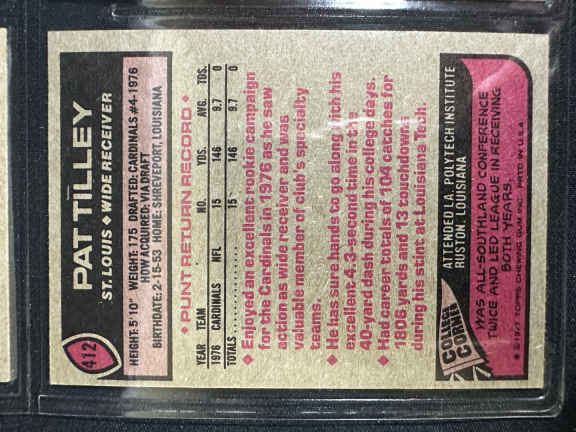 412
PAT TILLEY
ST. LOUIS ♦ WIDE RECEIVER
HEIGHT: 5'10" WEIGHT: 175 DRAFTED: CARDINALS #4-1976
HOW ACQUIRED: VIA DRAFT
BIRTHDATE: 2-15-53 HOME: SHREVEPORT, LOUISIANA
♦ PUNT RETURN RECORD ♦
YEAR TEAM NO. YDS. AVG. TDS.
1976 CARDINALS NFL 15 146 9.7 0
TOTALS 15 146 9.7 0
♦ Enjoyed an excellent rookie campaign
for the Cardinals in 1976 as he saw
action as wide receiver and was
valuable member of club's specialty
teams.
♦ He has sure hands to go along with his
excellent 4.3-second time in the
40-yard dash during his college days.
♦ Had career totals of 104 catches for
1806 yards and 13 touchdowns
during his stint at Louisiana Tech.
COLLEGE CORNER
ATTENDED LA. POLYTECH INSTITUTE
RUSTON, LOUISIANA
WAS ALL-SOUTHLAND CONFERENCE
TWICE AND LED LEAGUE IN RECEIVING
BOTH YEARS.
© 1977 TOPPS CHEWING GUM INC. PRTD. IN U.S.A.